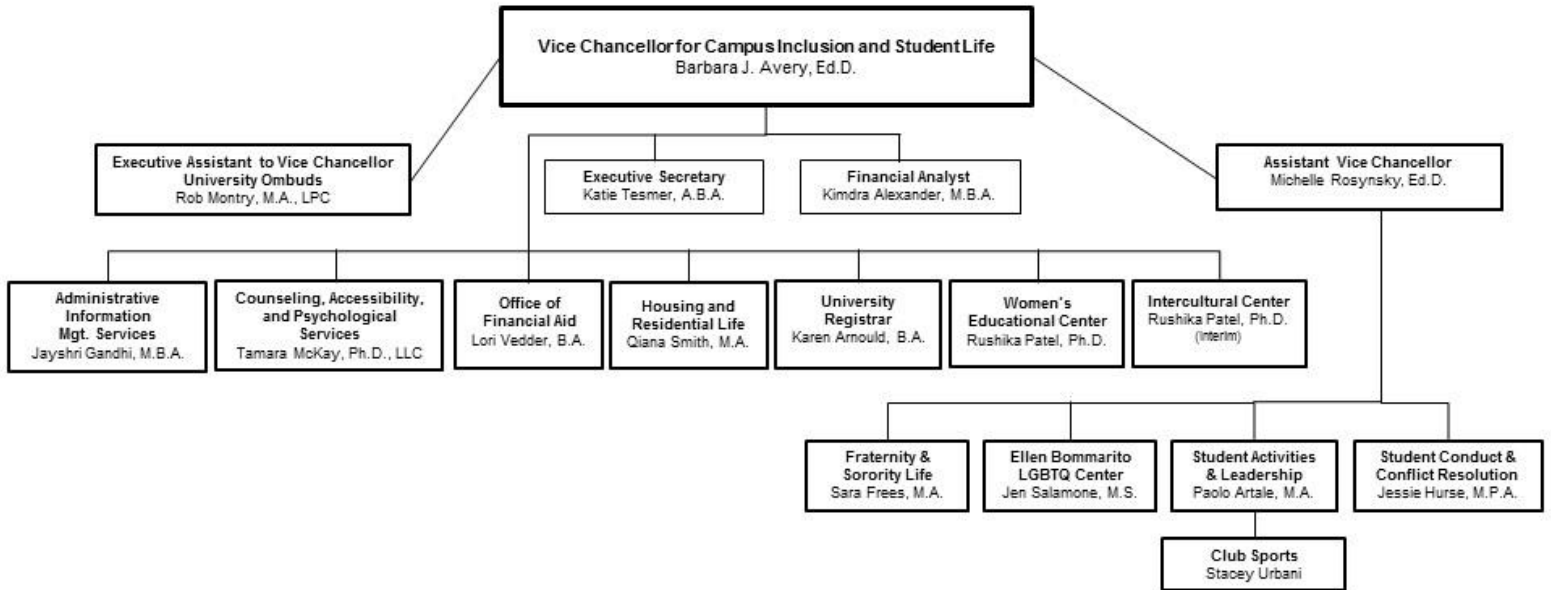 Vice Chancellor for Campus Inclusion and Student Life
Barbara J. Avery, Ed.D.
Executive Assistant to Vice Chancellor
University Ombuds
Rob Montry, M.A., LPC
Executive Secretary
Katie Tesmer, A.B.A.
Financial Analyst
Kimdra Alexander, M.B.A.
Assistant Vice Chancellor
Michelle Rosynsky, Ed.D.
Administrative
Information
Mgt. Services
Jayshri Gandhi, M.B.A.
Counseling, Accessibility,
and Psychological
Services
Tamara McKay, Ph.D., LLC
Office of
Financial Aid
Lori Vedder, B.A.
Housing and
Residential Life
Qiana Smith, M.A.
University
Registrar
Karen Arnould, B.A.
Women's
Educational Center
Rushika Patel, Ph.D.
Intercultural Center
Rushika Patel, Ph.D.
(Interim)
Fraternity &
Sorority Life
Sara Frees, M.A.
Ellen Bommarito
LGBTQ Center
Jen Salamone, M.S.
Student Activities
& Leadership
Paolo Artale, M.A.
Student Conduct &
Conflict Resolution
Jessie Hurse, M.P.A.
Club Sports
Stacey Urbani